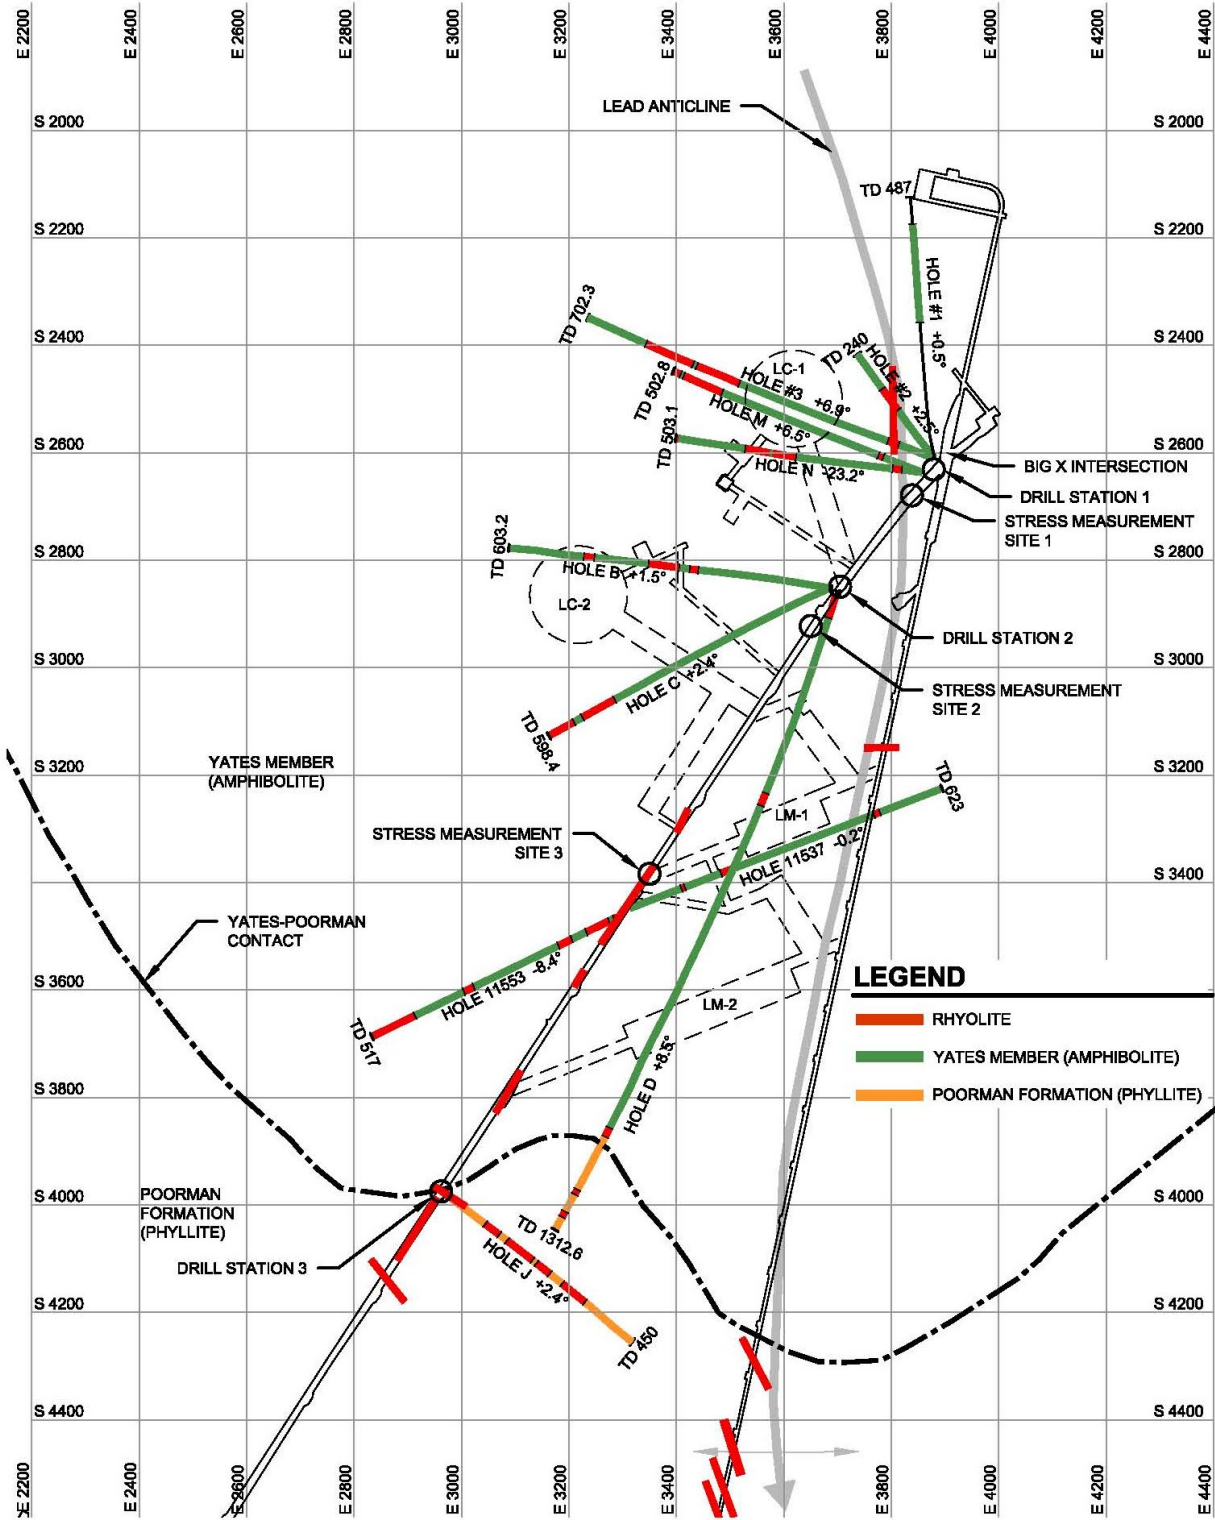 E 2200
E 2400
E 2600
E 2800
E 3000
E 3200
E 3400
E 3600
E 3800
E 4000
E 4200
E 4400
LEAD ANTICLINE
S 2000
S 2000
TD 487
S 2200
S 2200
HOLE #1 +0.5°
TD 702.3
S 2400
S 2400
TD 240
HOLE #2 +2.5°
LC-1
HOLE #3 +6.9°
TD 502.8
HOLE M +6.5°
TD 503.1
S 2600
S 2600
HOLE N -23.2°
BIG X INTERSECTION
DRILL STATION 1
STRESS MEASUREMENT
SITE 1
TD 603.2
S 2800
S 2800
HOLE B +1.5°
LC-2
DRILL STATION 2
S 3000
S 3000
HOLE C +2.4°
STRESS MEASUREMENT
SITE 2
TD 598.4
YATES MEMBER
(AMPHIBOLITE)
S 3200
S 3200
TD 623
LM-1
STRESS MEASUREMENT
SITE 3
HOLE 11537 -0.2°
S 3400
S 3400
YATES-POORMAN
CONTACT
HOLE 11553 -8.4°
S 3600
S 3600
LEGEND
RHYOLITE
YATES MEMBER (AMPHIBOLITE)
POORMAN FORMATION (PHYLLITE)
LM-2
TD 517
HOLE D +8.5°
S 3800
S 3800
POORMAN
FORMATION
(PHYLLITE)
S 4000
S 4000
TD 1312.6
HOLE J +2.4°
DRILL STATION 3
S 4200
S 4200
TD 450
S 4400
S 4400
E 2200
E 2400
E 2600
E 2800
E 3000
E 3200
E 3400
E 3600
E 3800
E 4000
E 4200
E 4400